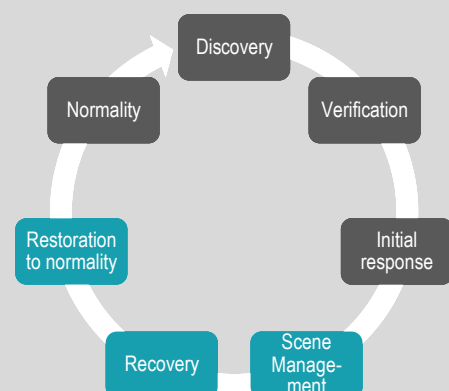 Discovery
Verification
Initial
response
Scene
Manage-
ment
Recovery
Restoration
to normality
Normality